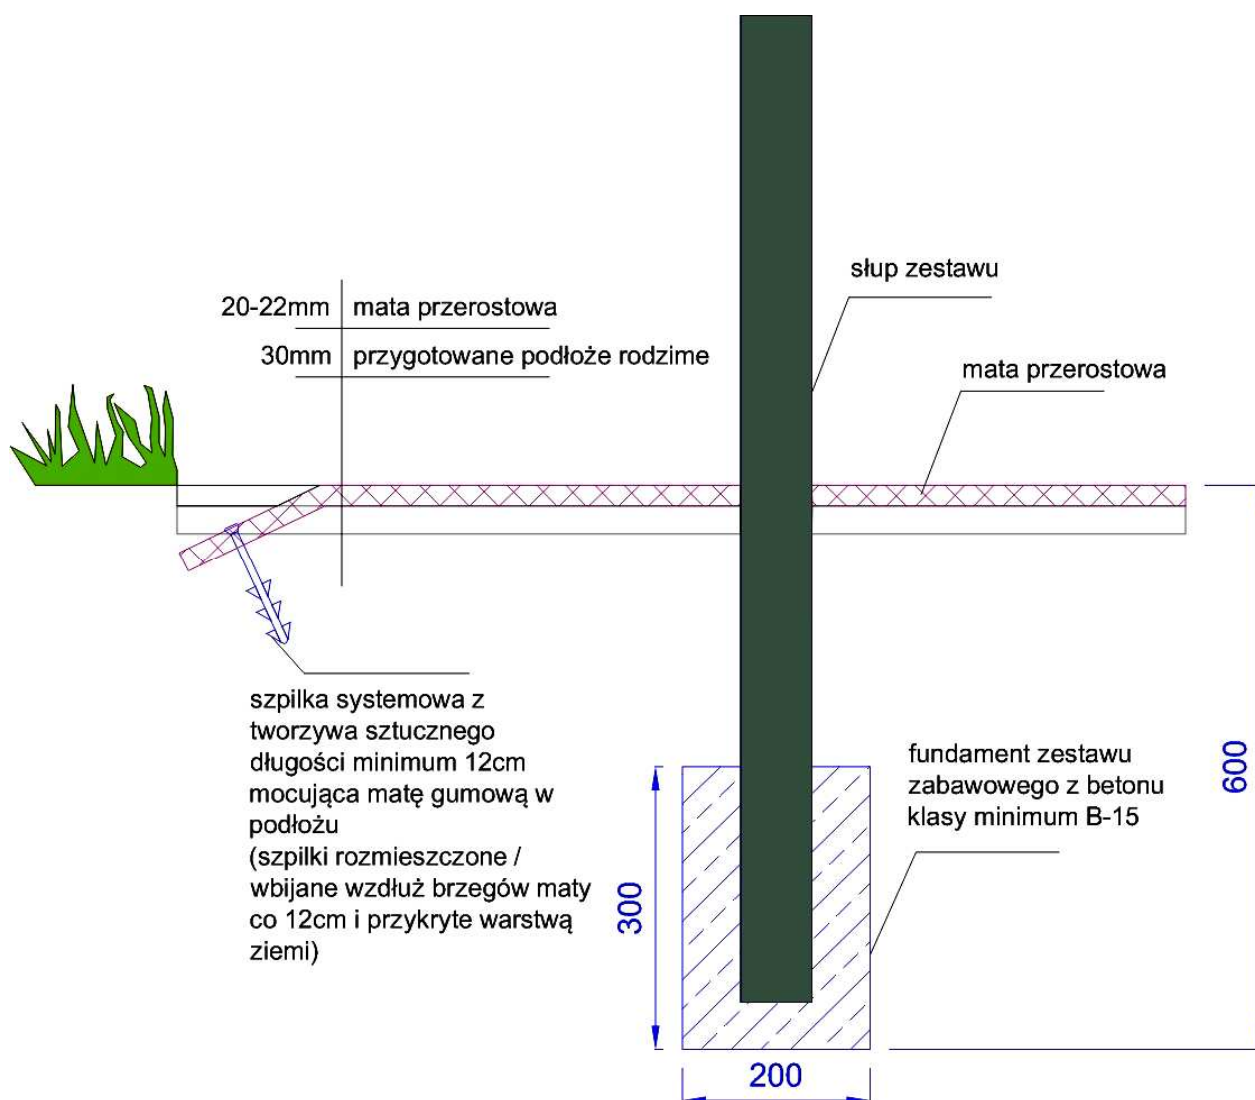 słup zestawu
20-22mm mata przerostowa
30mm przygotowane podłoże rodzime
mata przerostowa
szpilka systemowa z
tworzywa sztucznego
długości minimum 12cm
mocująca matę gumową w
podłożu
(szpilki rozmieszczone /
wbijane wzdłuż brzegów maty
co 12cm i przykryte warstwą
ziemi)
fundament zestawu
zabawowego z betonu
klasy minimum B-15
600
300
200